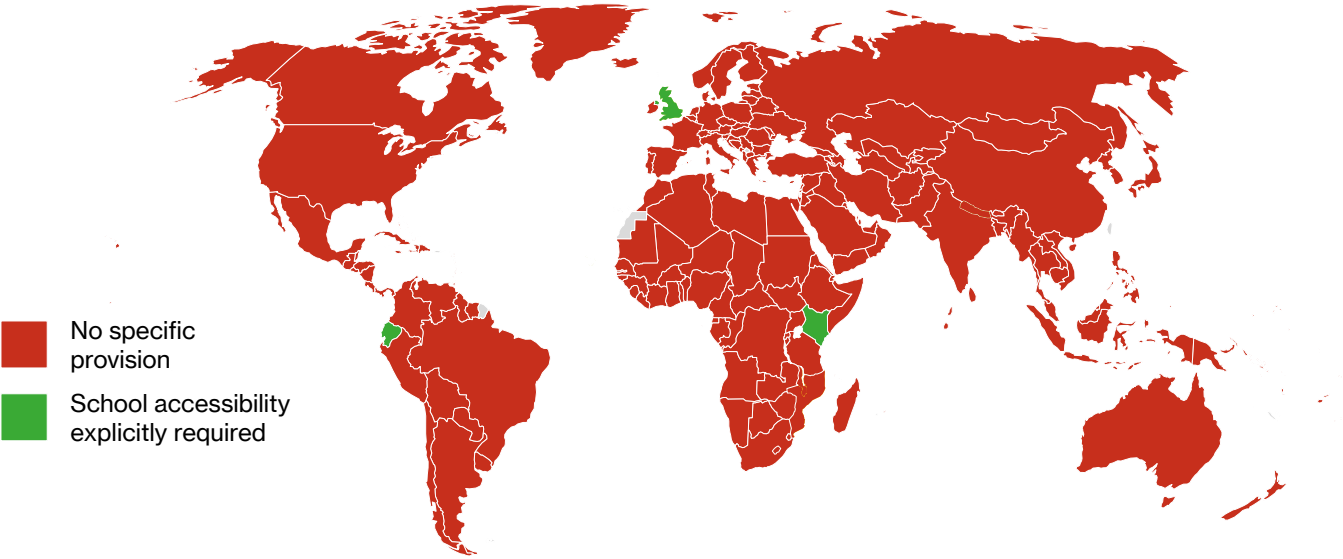 No specific
provision
School accessibility
explicitly required